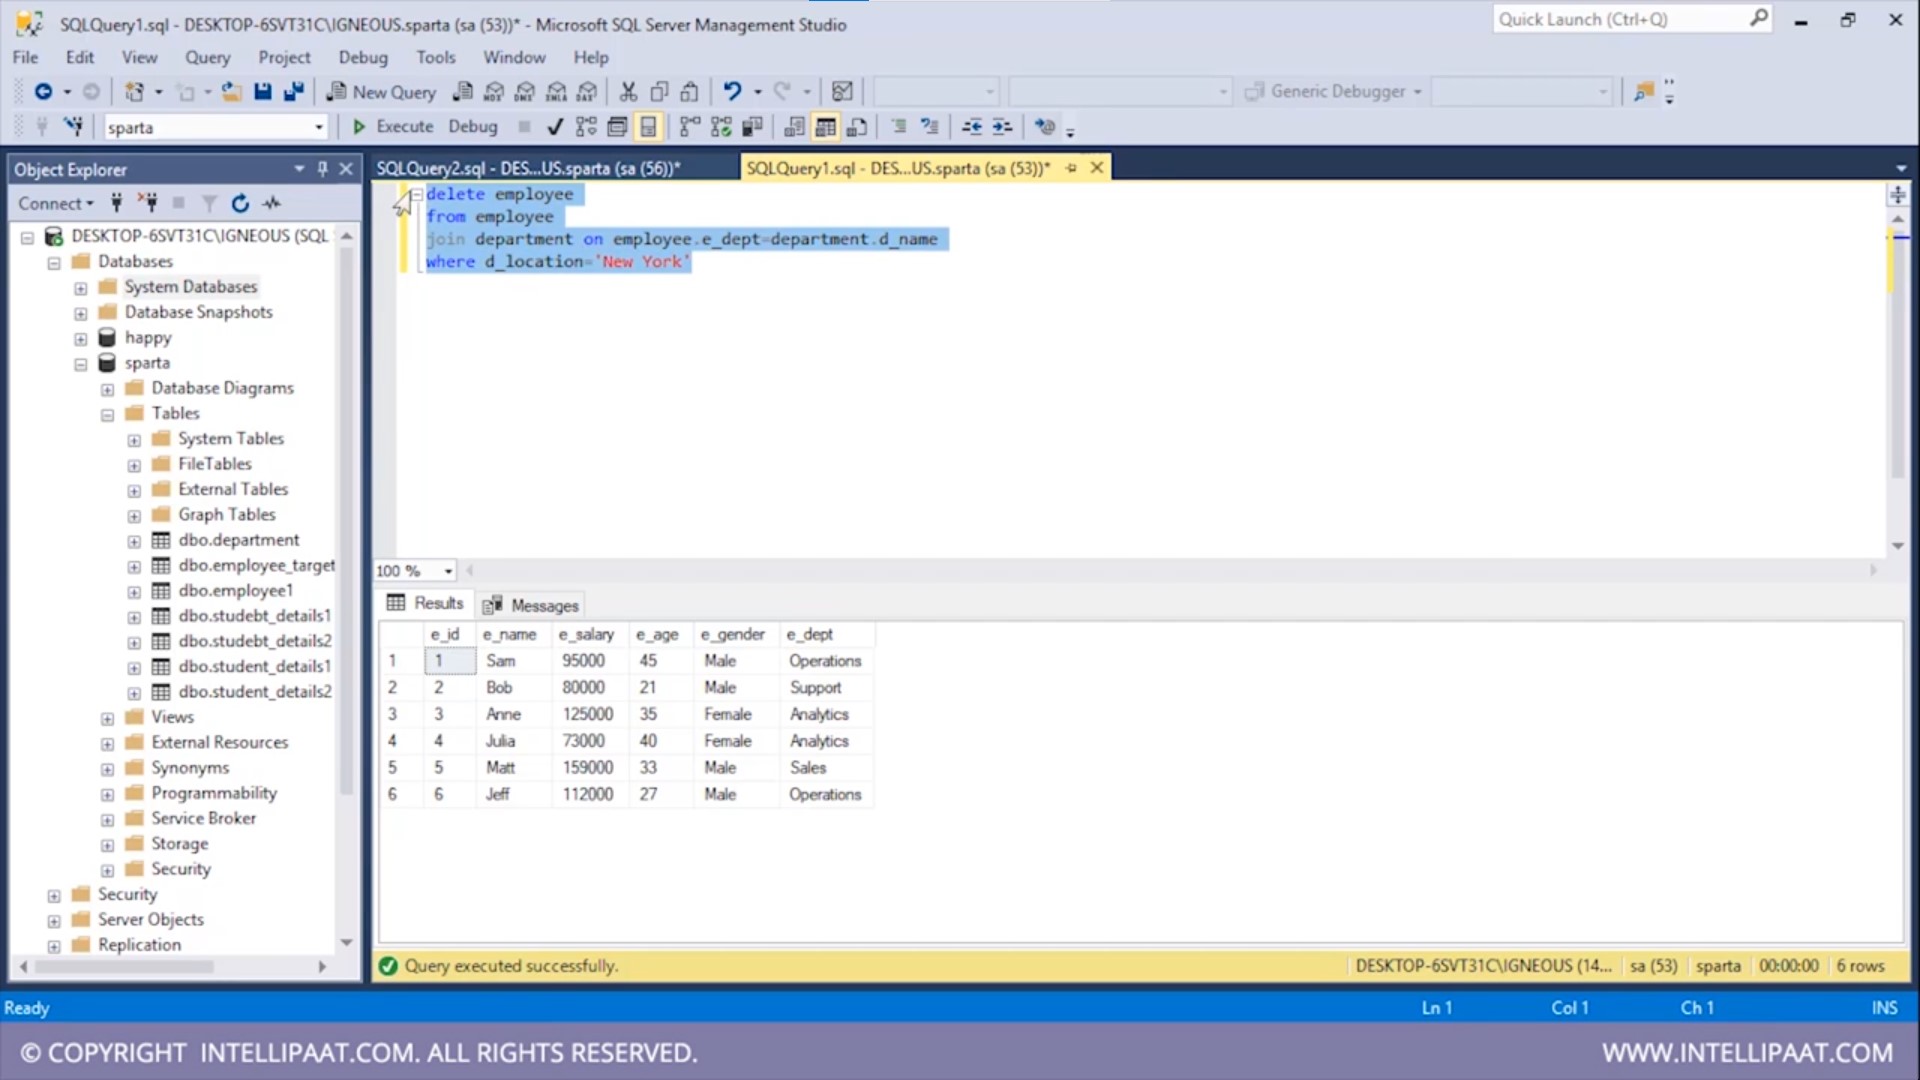 SQLQuery1.sql - DESKTOP-6SVT31C\IGNEOUS.sparta (sa (53))* - Microsoft SQL Server Management Studio
Quick Launch (Ctrl+Q)
File Edit View Query Project Debug Tools Window Help
New Query
Generic Debugger
sparta
Execute Debug
Object Explorer
SQLQuery2.sql - DES...US.sparta (sa (56))*
SQLQuery1.sql - DES...US.sparta (sa (53))*
Connect
DESKTOP-6SVT31C\IGNEOUS (SQL
Databases
System Databases
Database Snapshots
happy
sparta
Database Diagrams
Tables
System Tables
FileTables
External Tables
Graph Tables
dbo.department
dbo.employee_target
dbo.employee1
dbo.studebt_details1
dbo.studebt_details2
dbo.student_details1
dbo.student_details2
Views
External Resources
Synonyms
Programmability
Service Broker
Storage
Security
Security
Server Objects
Replication
delete employee
from employee
join department on employee.e_dept=department.d_name
where d_location='New York'
100 %
Results Messages
e_id e_name e_salary e_age e_gender e_dept
1 1 Sam 95000 45 Male Operations
2 2 Bob 80000 21 Male Support
3 3 Anne 125000 35 Female Analytics
4 4 Julia 73000 40 Female Analytics
5 5 Matt 159000 33 Male Sales
6 6 Jeff 112000 27 Male Operations
Query executed successfully.
DESKTOP-6SVT31C\IGNEOUS (14... sa (53) sparta 00:00:00 6 rows
Ready
Ln 1 Col 1 Ch 1 INS
© COPYRIGHT INTELLIPAAT.COM. ALL RIGHTS RESERVED.
WWW.INTELLIPAAT.COM